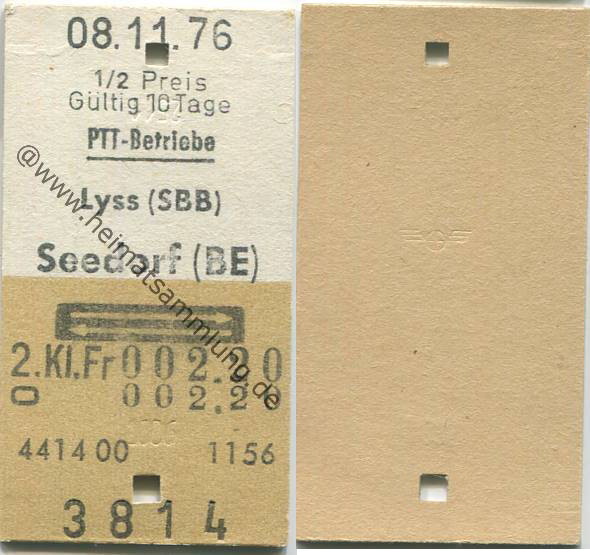 08.11.76
1/2 Preis
Gültig 10 Tage
PTT-Betriebe
Lyss (SBB)
Seedorf (BE)
2.Kl.Fr 002.20
0 002.20
441400 1156
3814
@www.heimatsammlung.de